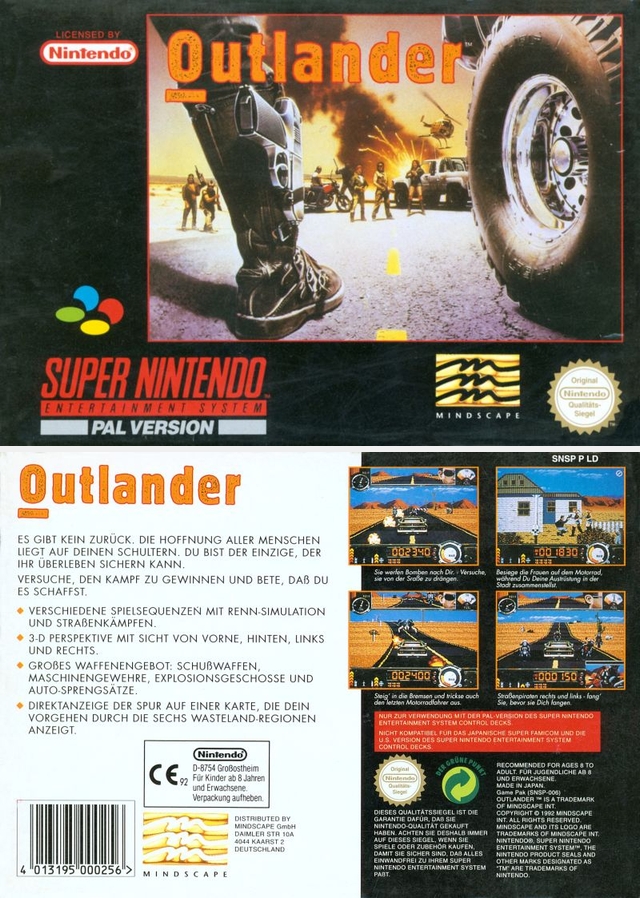 LICENSED BY
Nintendo
Outlander
TM
SUPER NINTENDO
ENTERTAINMENT SYSTEM
PAL VERSION
MINDSCAPE
Original
Nintendo
Qualitäts-
Siegel
Outlander
ES GIBT KEIN ZURÜCK. DIE HOFFNUNG ALLER MENSCHEN
LIEGT AUF DEINEN SCHULTERN. DU BIST DER EINZIGE, DER
IHR ÜBERLEBEN SICHERN KANN.
VERSUCHE, DEN KAMPF ZU GEWINNEN UND BETE, DAß DU
ES SCHAFFST.
VERSCHIEDENE SPIELSEQUENZEN MIT RENN-SIMULATION
UND STRAßENKÄMPFEN.
3-D PERSPEKTIVE MIT SICHT VON VORNE, HINTEN, LINKS
UND RECHTS.
GROßES WAFFENENGEBOT: SCHUßWAFFEN,
MASCHINENGEWEHRE, EXPLOSIONSGESCHOSSE UND
AUTO-SPRENGSÄTZE.
DIREKTANZEIGE DER SPUR AUF EINER KARTE, DIE DEIN
VORGEHEN DURCH DIE SECHS WASTELAND-REGIONEN
ANZEIGT.
CE 92
Nintendo
D-8754 Großostheim
Für Kinder ab 8 Jahren
und Erwachsene.
Verpackung aufheben.
4 013195 000256 >
MINDSCAPE
DISTRIBUTED BY
MINDSCAPE GmbH
DAIMLER STR 10A
4044 KAARST 2
DEUTSCHLAND
SNSP P LD
002340
001830
Sie werfen Bomben nach Dir. - Versuche,
sie von der Sraße zu drängen.
Besiege die Frauen auf dem Motorrad,
während Du Deine Austrüstung in der
Stadt zusammenstellst.
002400
000150
Steig' in die Bremsen und trickse auch
den letzten Motorradfahrer aus.
Straßenpiraten rechts und links - fang'
Sie, bevor sie Dich fangen.
NUR ZUR VERWENDUNG MIT DER PAL-VERSION DES SUPER NINTENDO
ENTERTAINMENT SYSTEM CONTROL DECKS.
NICHT KOMPATIBEL FÜR DAS JAPANISCHE SUPER FAMICOM UND DIE
U.S. VERSION DES SUPER NINTENDO ENTERTAINMENT SYSTEM
CONTROL DECKS.
Original
Nintendo
Qualitäts-
Siegel
DER GRÜNE PUNKT
DIESES QUALITÄTSSIEGEL IST DIE
GARANTIE DAFÜR, DAß SIE
NINTENDO-QUALITÄT GEKAUFT
HABEN. ACHTEN SIE DESHALB IMMER
AUF DIESES SIEGEL, WENN SIE
SPIELE ODER ZUBEHÖR KAUFEN,
DAMIT SIE SICHER SIND, DAß ALLES
EINWANDFREI ZU IHREM SUPER
NINTENDO ENTERTAINMENT SYSTEM
PAßT.
RECOMMENDED FOR AGES 8 TO
ADULT. FÜR JUGENDLICHE AB 8
UND ERWACHSENE.
MADE IN JAPAN.
Game Pak (SNSP-006)
OUTLANDER ™ IS A TRADEMARK
OF MINDSCAPE INT.
COPYRIGHT © 1992 MINDSCAPE
INT. ALL RIGHTS RESERVED.
MINDSCAPE AND ITS LOGO ARE
TRADEMARKS OF MINDSCAPE INT.
NINTENDO®, SUPER NINTENDO
ENTERTAINMENT SYSTEM™, THE
NINTENDO PRODUCT SEALS AND
OTHER MARKS DESIGNATED AS
"TM" ARE TRADEMARKS OF
NINTENDO.